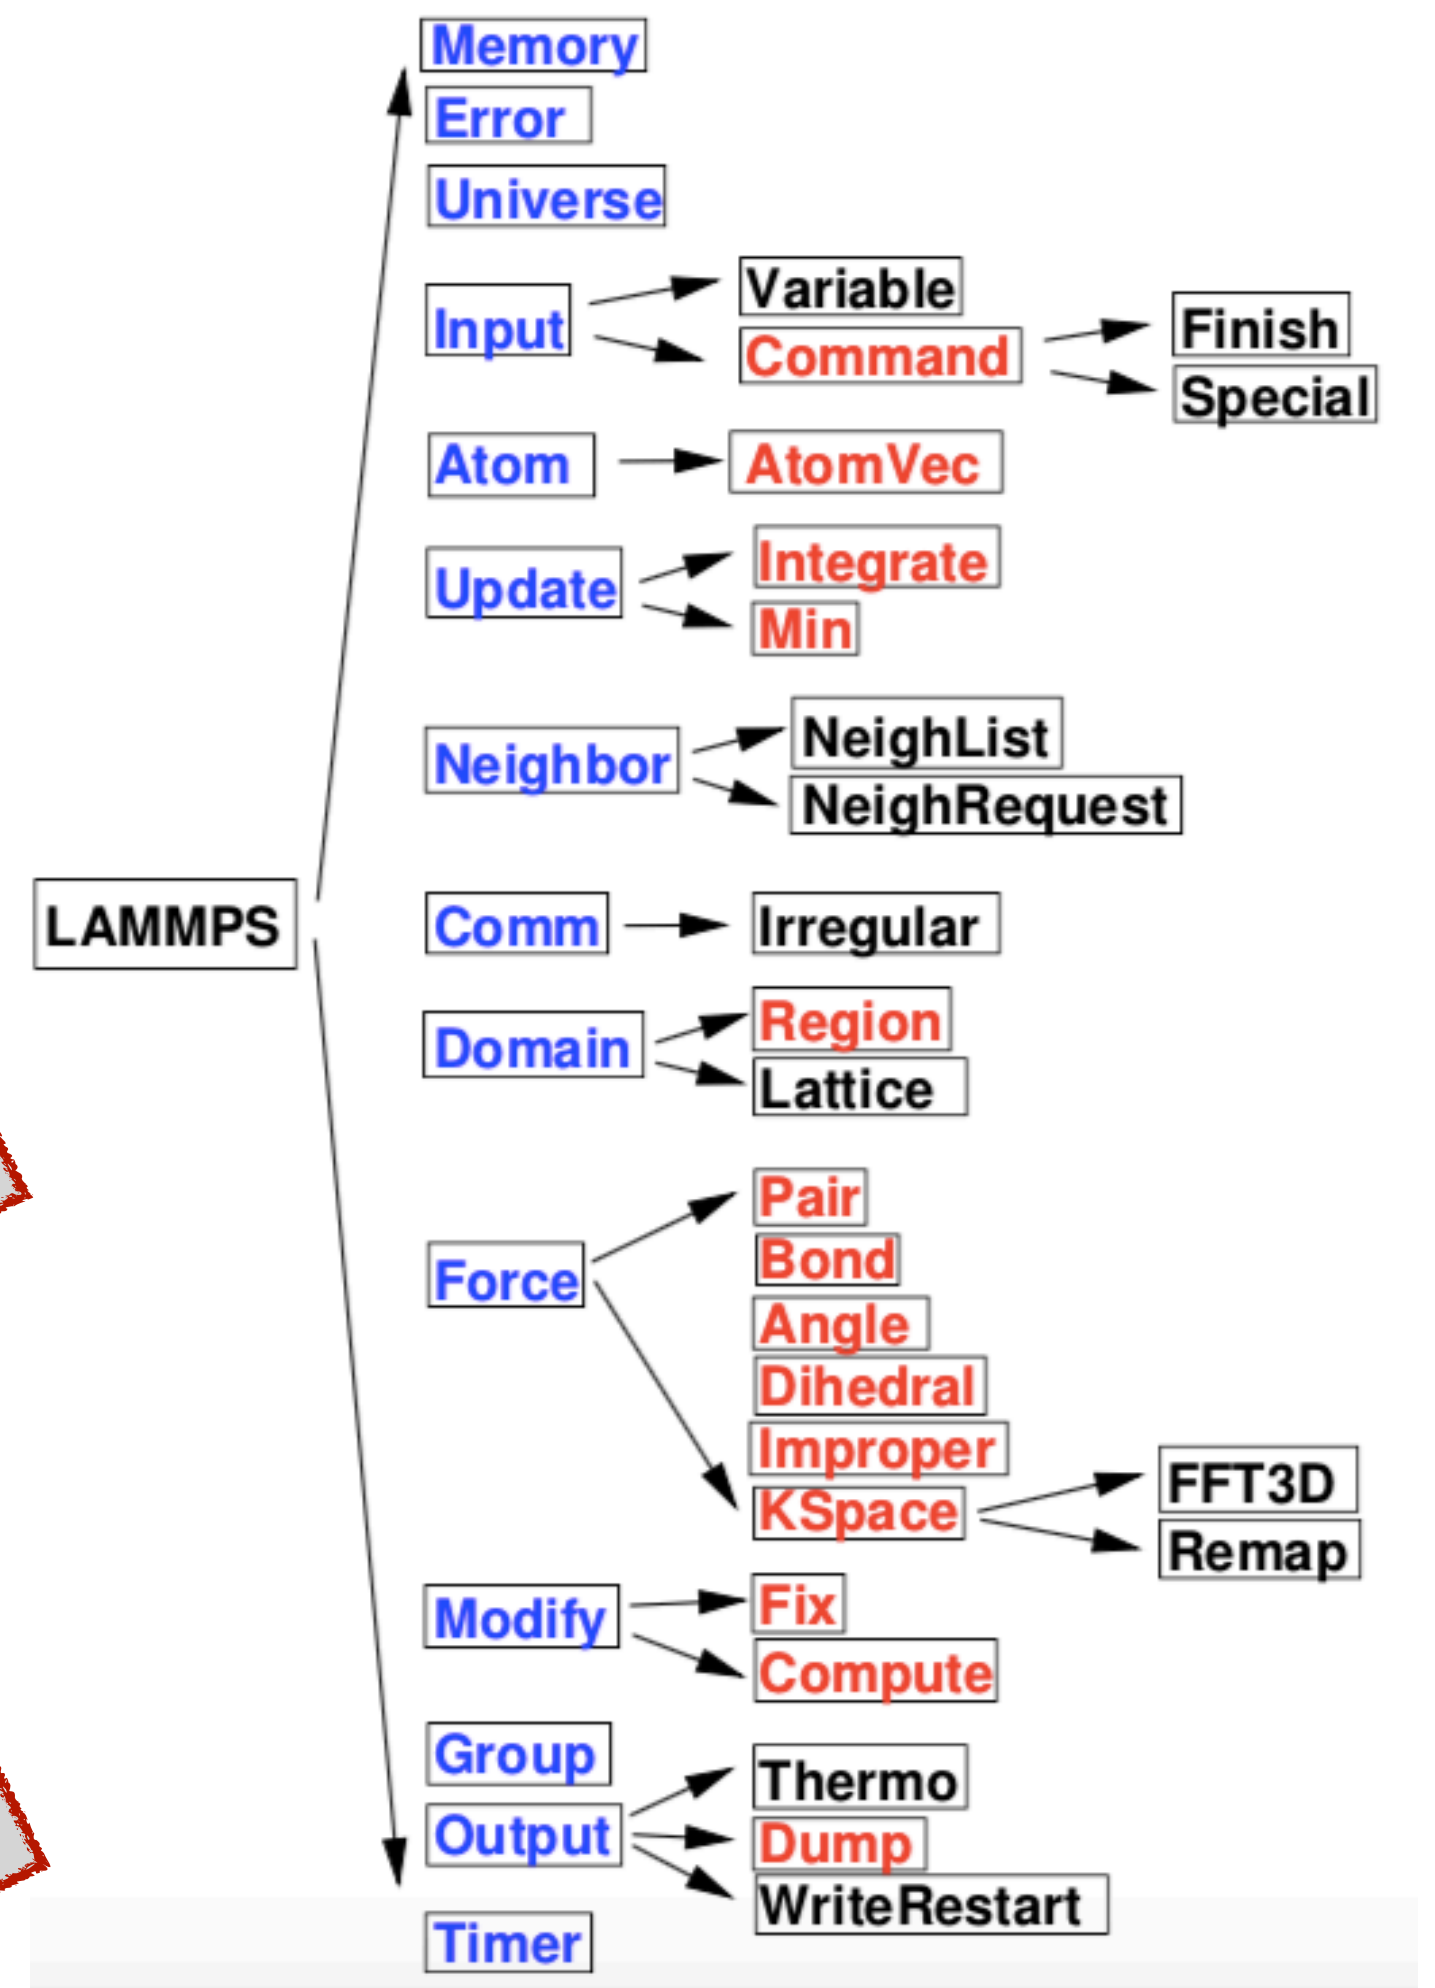 Memory
Error
Universe
Input
Variable
Command
Finish
Special
Atom
AtomVec
Update
Integrate
Min
Neighbor
NeighList
NeighRequest
LAMMPS
Comm
Irregular
Domain
Region
Lattice
Force
Pair
Bond
Angle
Dihedral
Improper
KSpace
FFT3D
Remap
Modify
Fix
Compute
Group
Output
Thermo
Dump
WriteRestart
Timer